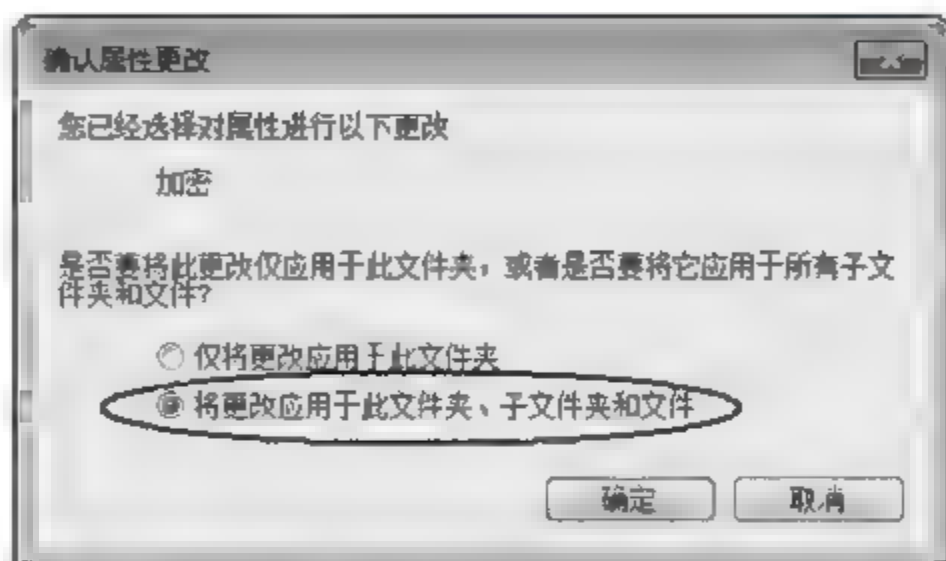 确认属性更改
您已经选择对属性进行以下更改
加密
是否要将此更改仅应用于此文件夹，或者是否要将它应用于所有子文
件夹和文件?
仅将更改应用于此文件夹
将更改应用于此文件夹、子文件夹和文件
确定
取消